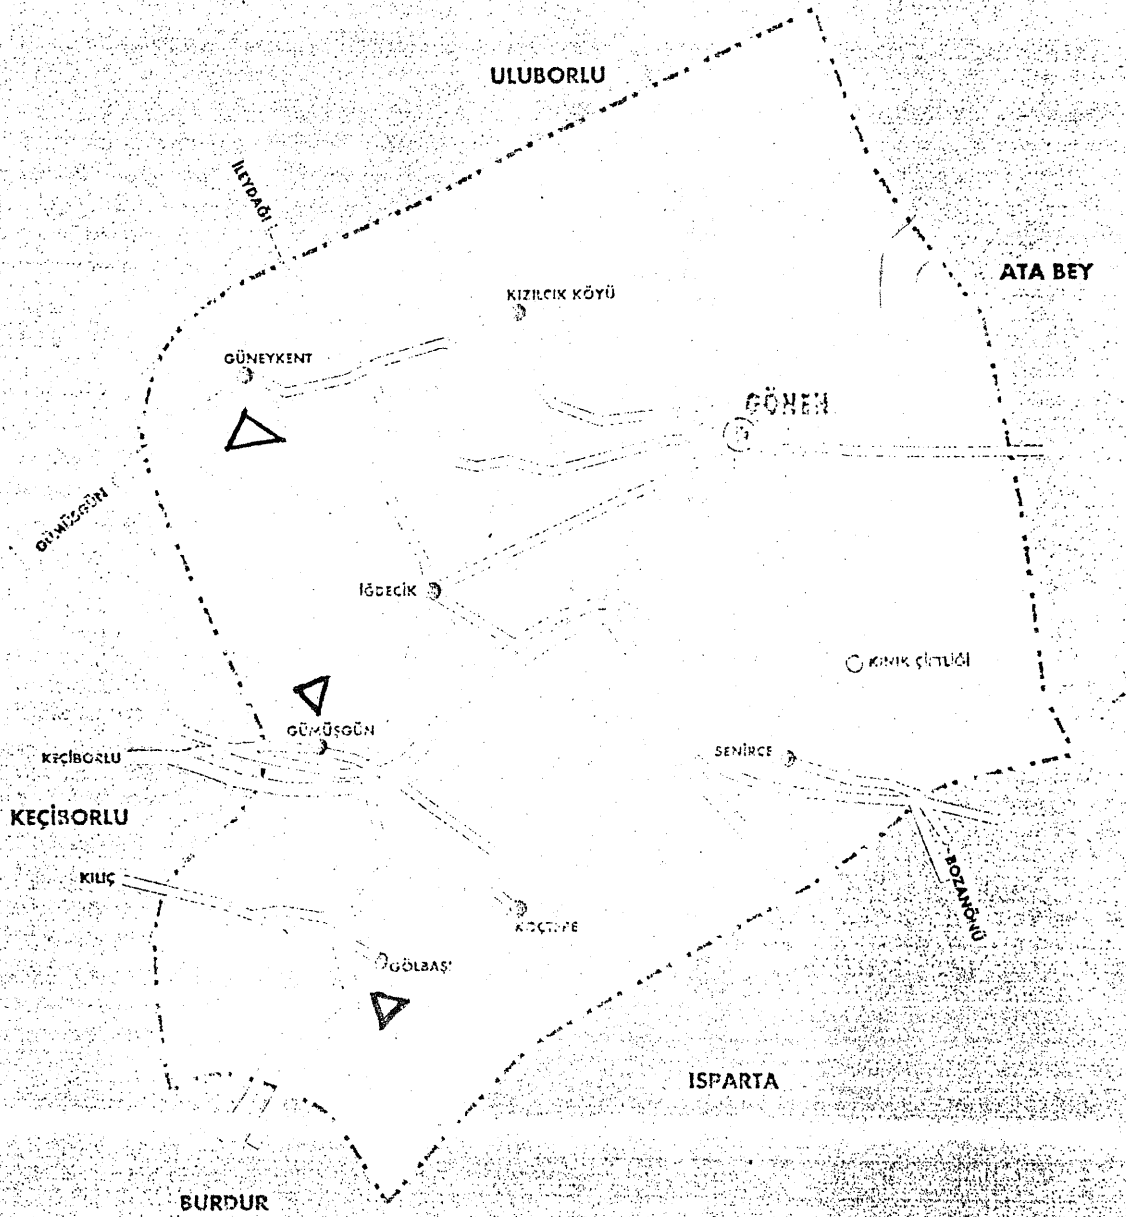 ULUBORLU
İLEYDAĞI
ATA BEY
KIZILCIK KÖYÜ
GÜNEYKENT
GÖNEN
GÜMÜŞGÜN
İĞDECİK
KINIK ÇİFTLİĞİ
GÜMÜŞGÜN
SENİRCE
KEÇİBORLU
KEÇİBORLU
KILIÇ
BOZANÖNÜ
KOÇTEPE
GÖLBAŞI
ISPARTA
BURDUR